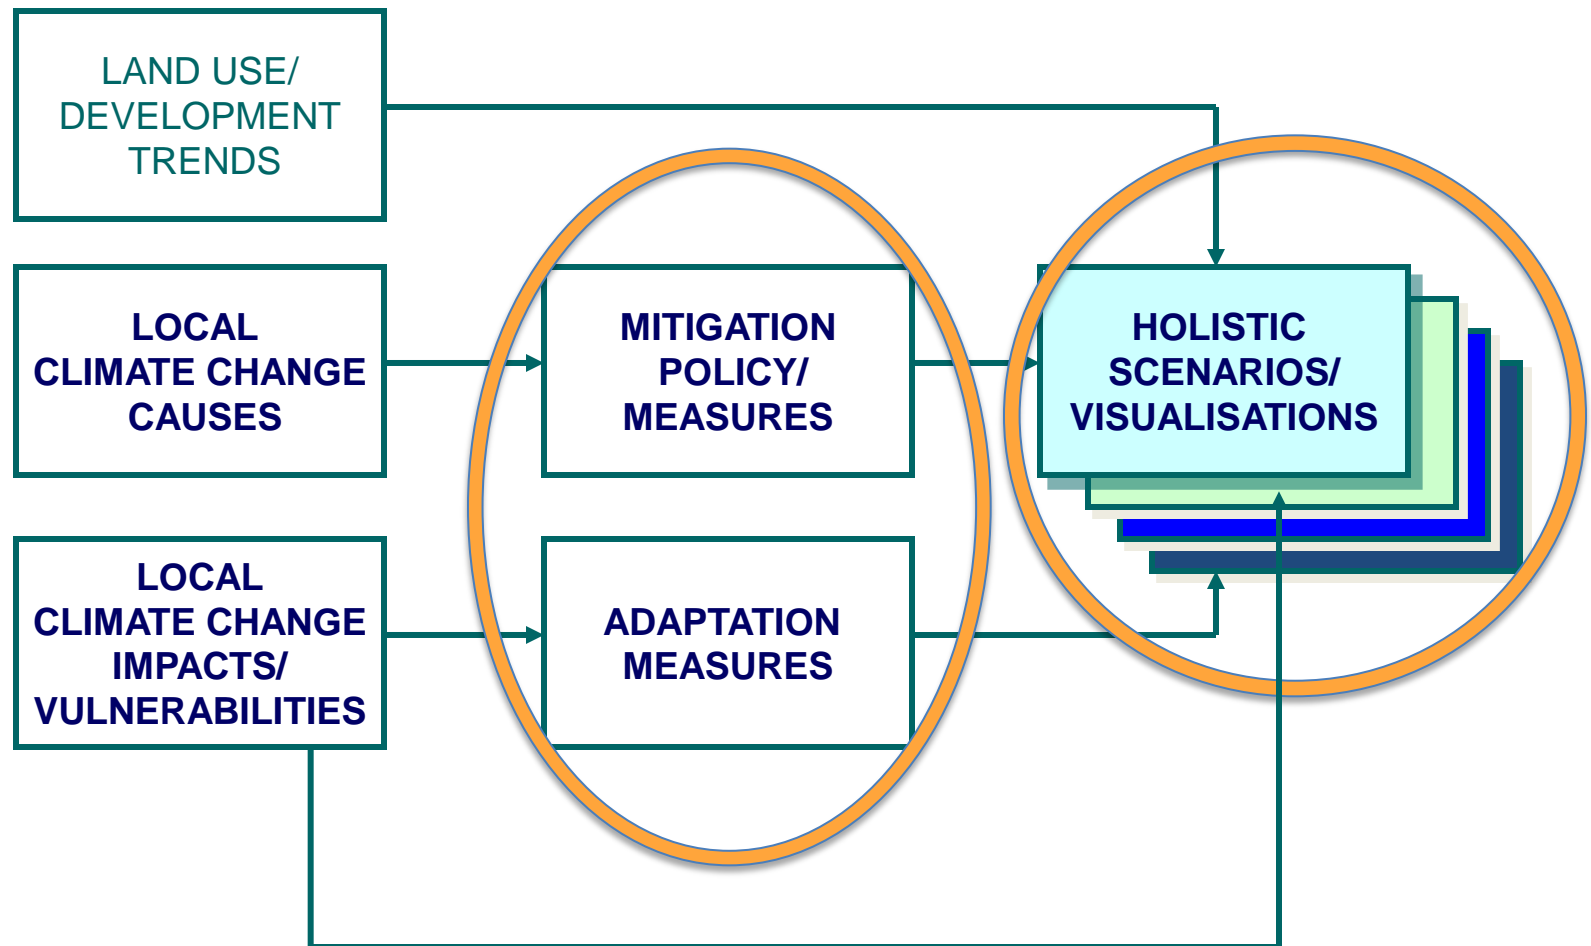 LAND USE/
DEVELOPMENT
TRENDS
LOCAL
CLIMATE CHANGE
CAUSES
MITIGATION
POLICY/
MEASURES
HOLISTIC
SCENARIOS/
VISUALISATIONS
LOCAL
CLIMATE CHANGE
IMPACTS/
VULNERABILITIES
ADAPTATION
MEASURES